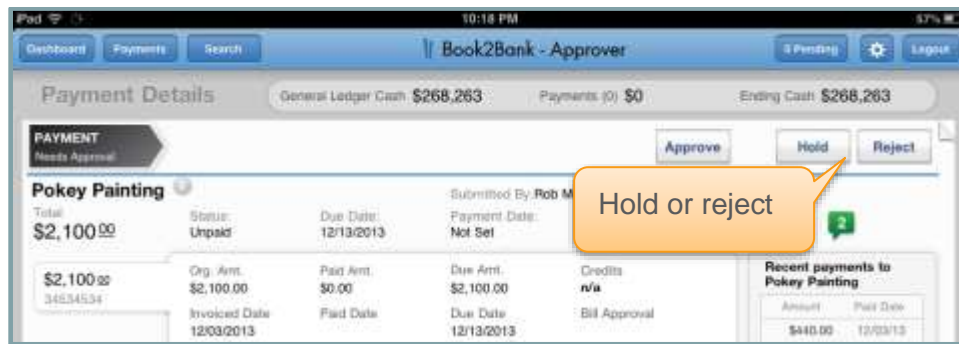 iPad 10:18 PM 57%
Dashboard Payments Search Book2Bank - Approver 0 Pending Logout
Payment Details General Ledger Cash $268,263 Payments (0) $0 Ending Cash $268,263
PAYMENT
Needs Approval
Approve Hold Reject
Hold or reject
Pokey Painting
Submitted By: Rob M
Total
$2,100.00
Status:
Unpaid
Due Date:
12/13/2013
Payment Date:
Not Set
2
$2,100.00
34534534
Org. Amt.
$2,100.00
Paid Amt.
$0.00
Due Amt.
$2,100.00
Credits
n/a
Invoiced Date
12/03/2013
Paid Date
Due Date
12/13/2013
Bill Approval
Recent payments to
Pokey Painting
Amount Paid Date
$440.00 12/03/13